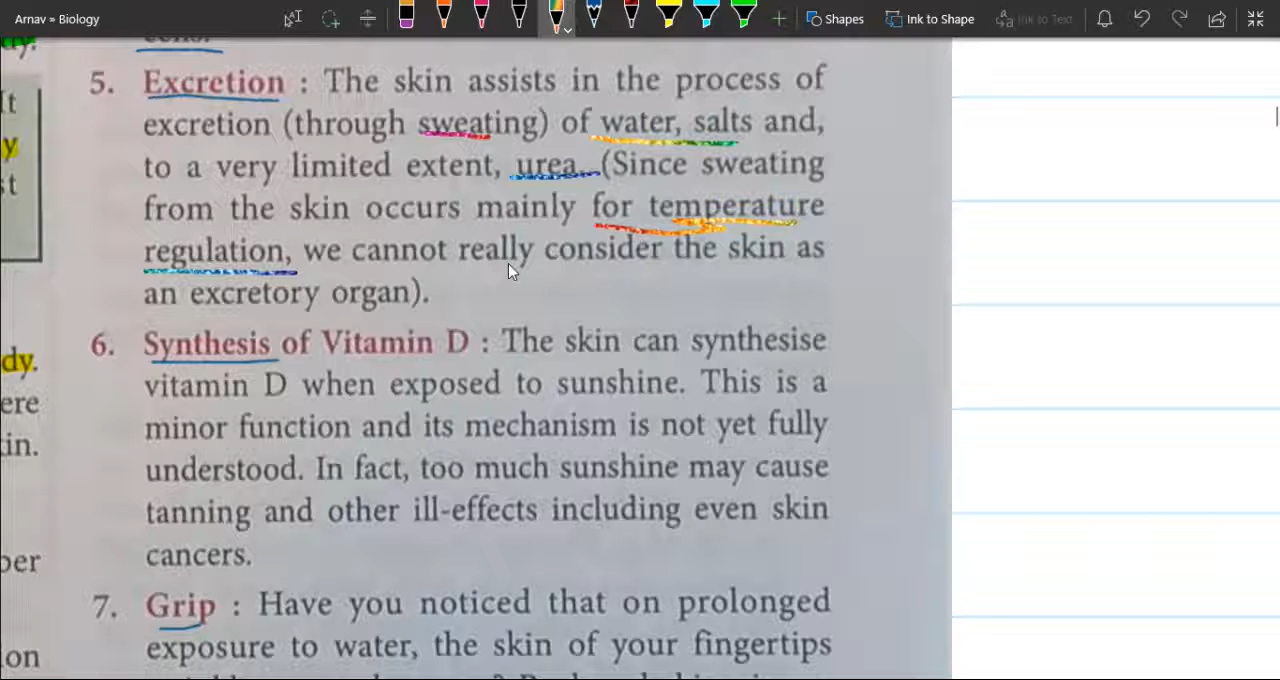 Arnav » Biology
Shapes
Ink to Shape
Ink to Text
5. Excretion : The skin assists in the process of
excretion (through sweating) of water, salts and,
to a very limited extent, urea. (Since sweating
from the skin occurs mainly for temperature
regulation, we cannot really consider the skin as
an excretory organ).
6. Synthesis of Vitamin D : The skin can synthesise
vitamin D when exposed to sunshine. This is a
minor function and its mechanism is not yet fully
understood. In fact, too much sunshine may cause
tanning and other ill-effects including even skin
cancers.
7. Grip : Have you noticed that on prolonged
exposure to water, the skin of your fingertips